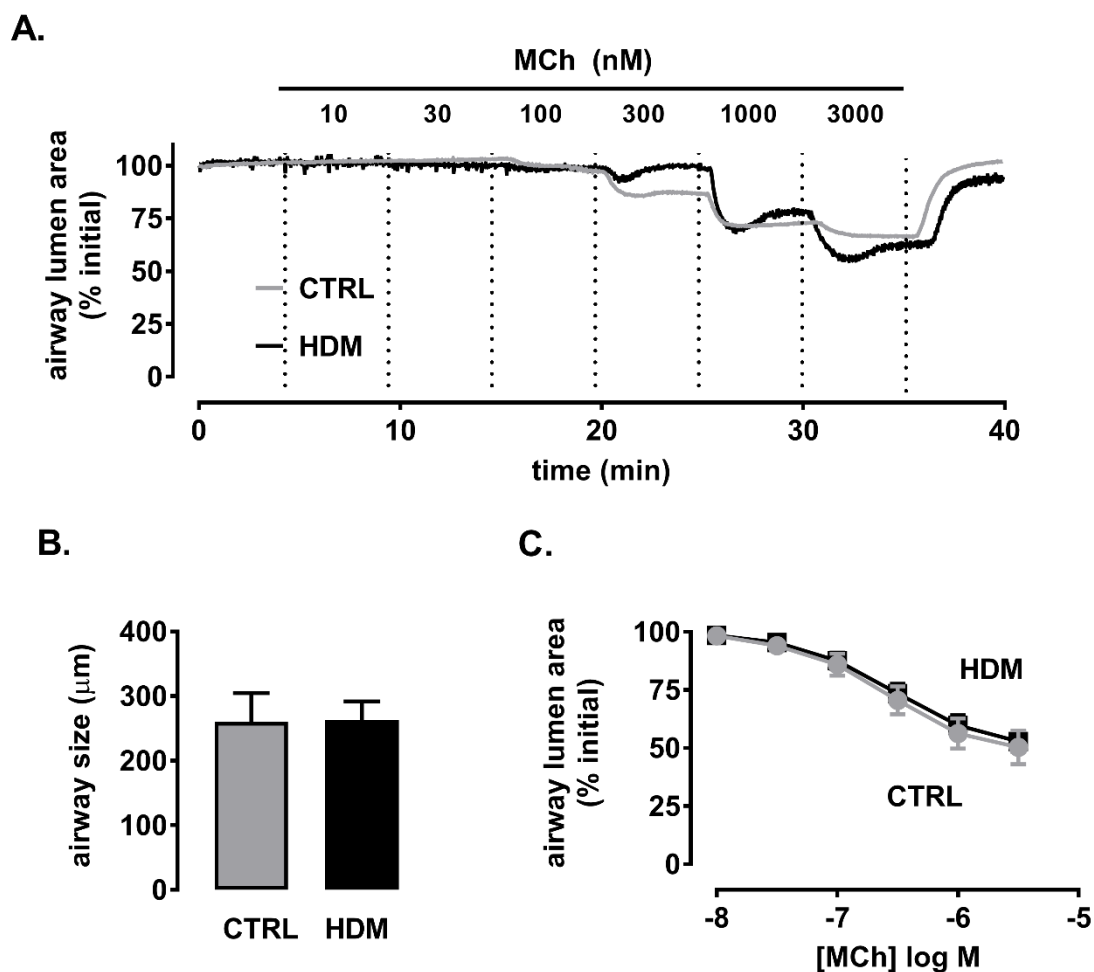 A.
MCh (nM)
10 30 100 300 1000 3000
airway lumen area
(% initial)
100
75
50
25
0
CTRL
HDM
0 10 20 30 40
time (min)
B.
airway size (μm)
400
300
200
100
0
CTRL HDM
C.
airway lumen area
(% initial)
100
75
50
25
0
HDM
CTRL
-8 -7 -6 -5
[MCh] log M